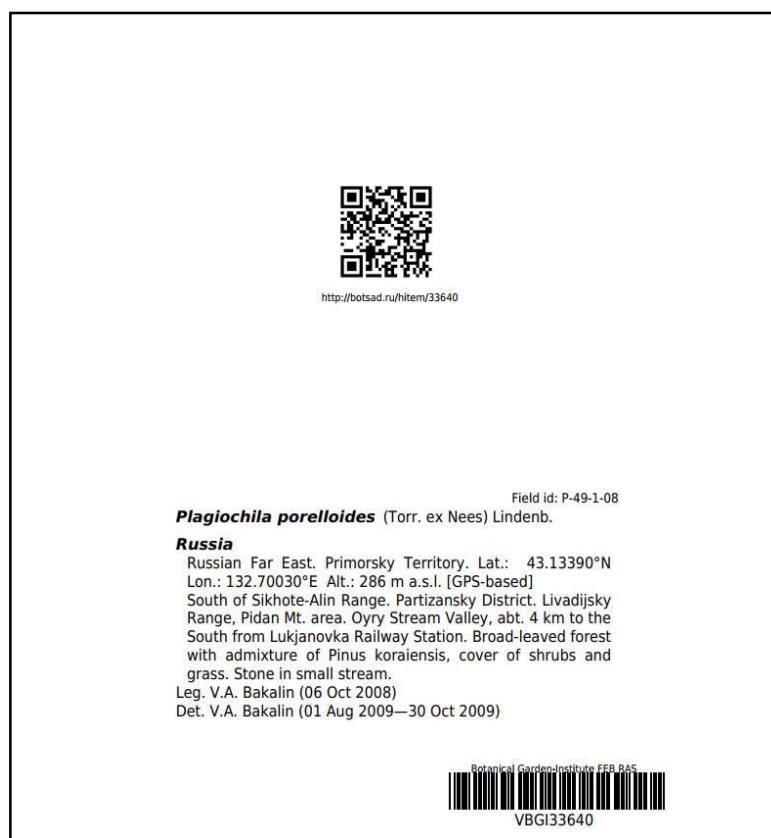 http://botsad.ru/hitem/33640
Field id: P-49-1-08
Plagiochila porelloides (Torr. ex Nees) Lindenb.
Russia
Russian Far East. Primorsky Territory. Lat.: 43.13390°N
Lon.: 132.70030°E Alt.: 286 m a.s.l. [GPS-based]
South of Sikhote-Alin Range. Partizansky District. Livadijsky
Range, Pidan Mt. area. Oyry Stream Valley, abt. 4 km to the
South from Lukjanovka Railway Station. Broad-leaved forest
with admixture of Pinus koraiensis, cover of shrubs and
grass. Stone in small stream.
Leg. V.A. Bakalin (06 Oct 2008)
Det. V.A. Bakalin (01 Aug 2009—30 Oct 2009)
Botanical Garden-Institute FEB RAS
VBGI33640